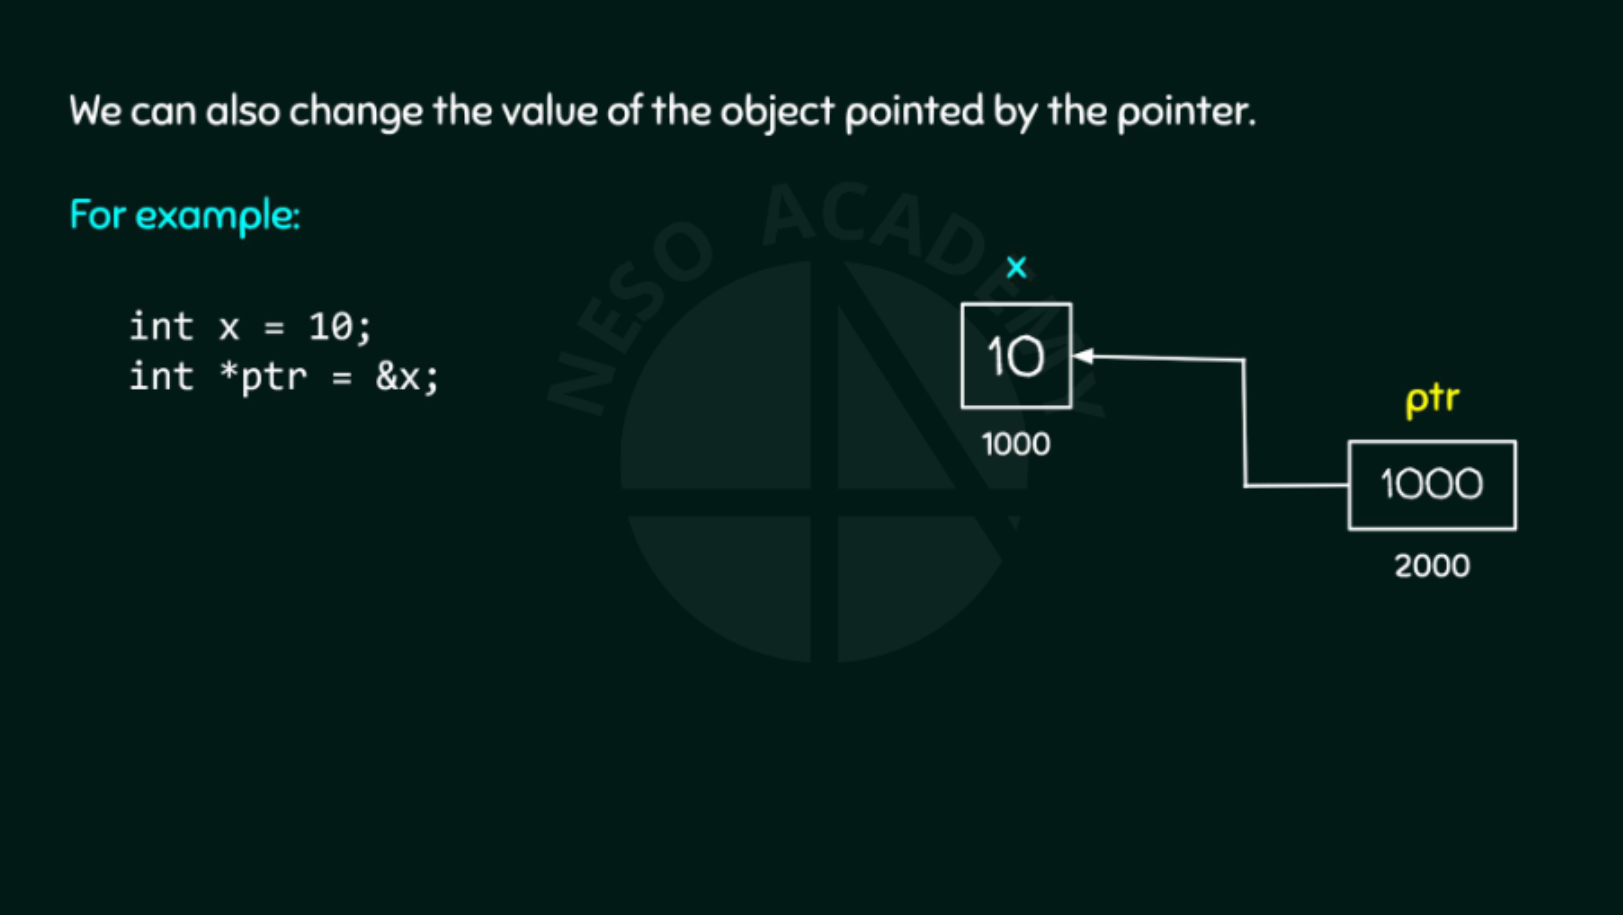 We can also change the value of the object pointed by the pointer.
For example:
int x = 10;
int *ptr = &x;
x
10
1000
ptr
1000
2000
NESO ACADEMY